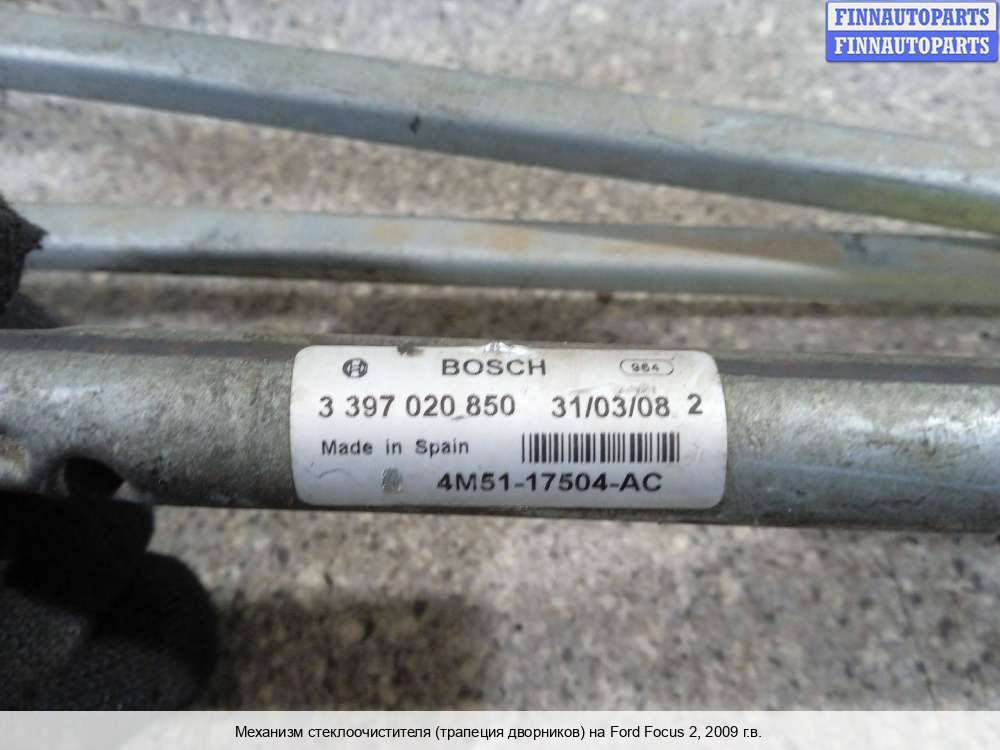 FINNAUTOPARTS
FINNAUTOPARTS
BOSCH 964
3 397 020 850 31/03/08 2
Made in Spain
4M51-17504-AC
Механизм стеклоочистителя (трапеция дворников) на Ford Focus 2, 2009 г.в.